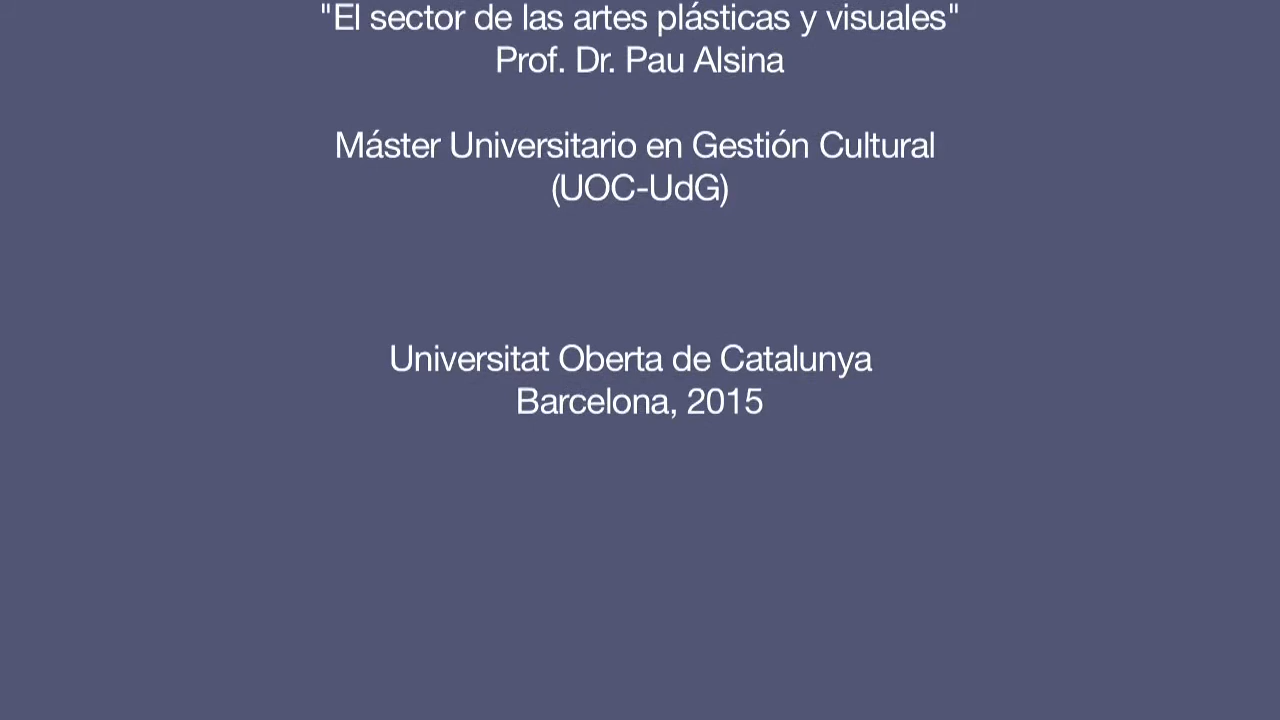 "El sector de las artes plásticas y visuales"
Prof. Dr. Pau Alsina
Máster Universitario en Gestión Cultural
(UOC-UdG)
Universitat Oberta de Catalunya
Barcelona, 2015